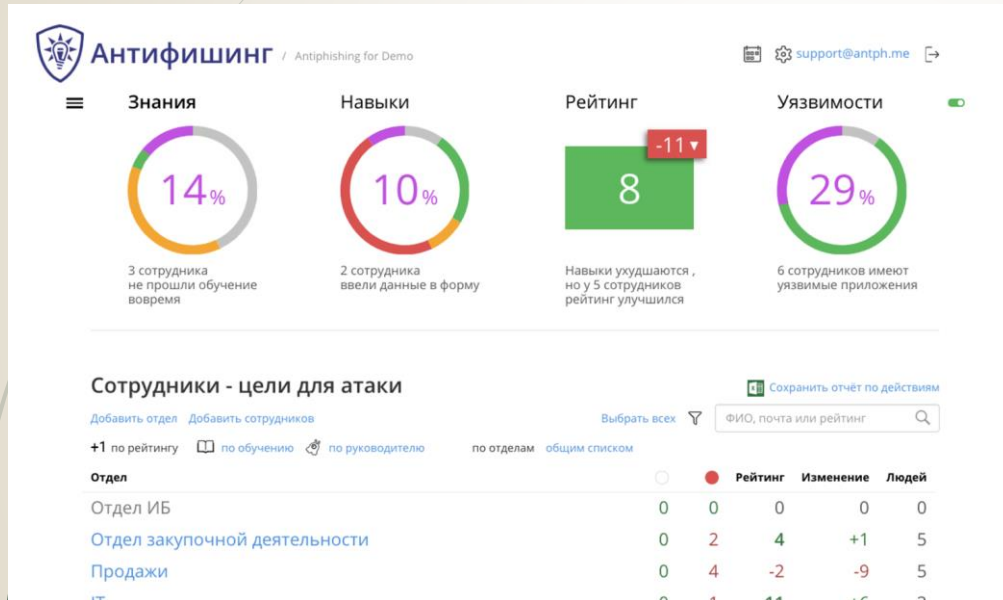 Антифишинг / Antiphishing for Demo
support@antph.me
Знания Навыки Рейтинг Уязвимости
14% 10% 8 -11▼ 29%
3 сотрудника
не прошли обучение
вовремя
2 сотрудника
ввели данные в форму
Навыки ухудшаются ,
но у 5 сотрудников
рейтинг улучшился
6 сотрудников имеют
уязвимые приложения
Сотрудники - цели для атаки
Сохранить отчёт по действиям
Добавить отдел Добавить сотрудников Выбрать всех ФИО, почта или рейтинг
+1 по рейтингу по обучению по руководителю по отделам общим списком
Отдел Рейтинг Изменение Людей
Отдел ИБ 0 0 0 0 0
Отдел закупочной деятельности 0 2 4 +1 5
Продажи 0 4 -2 -9 5